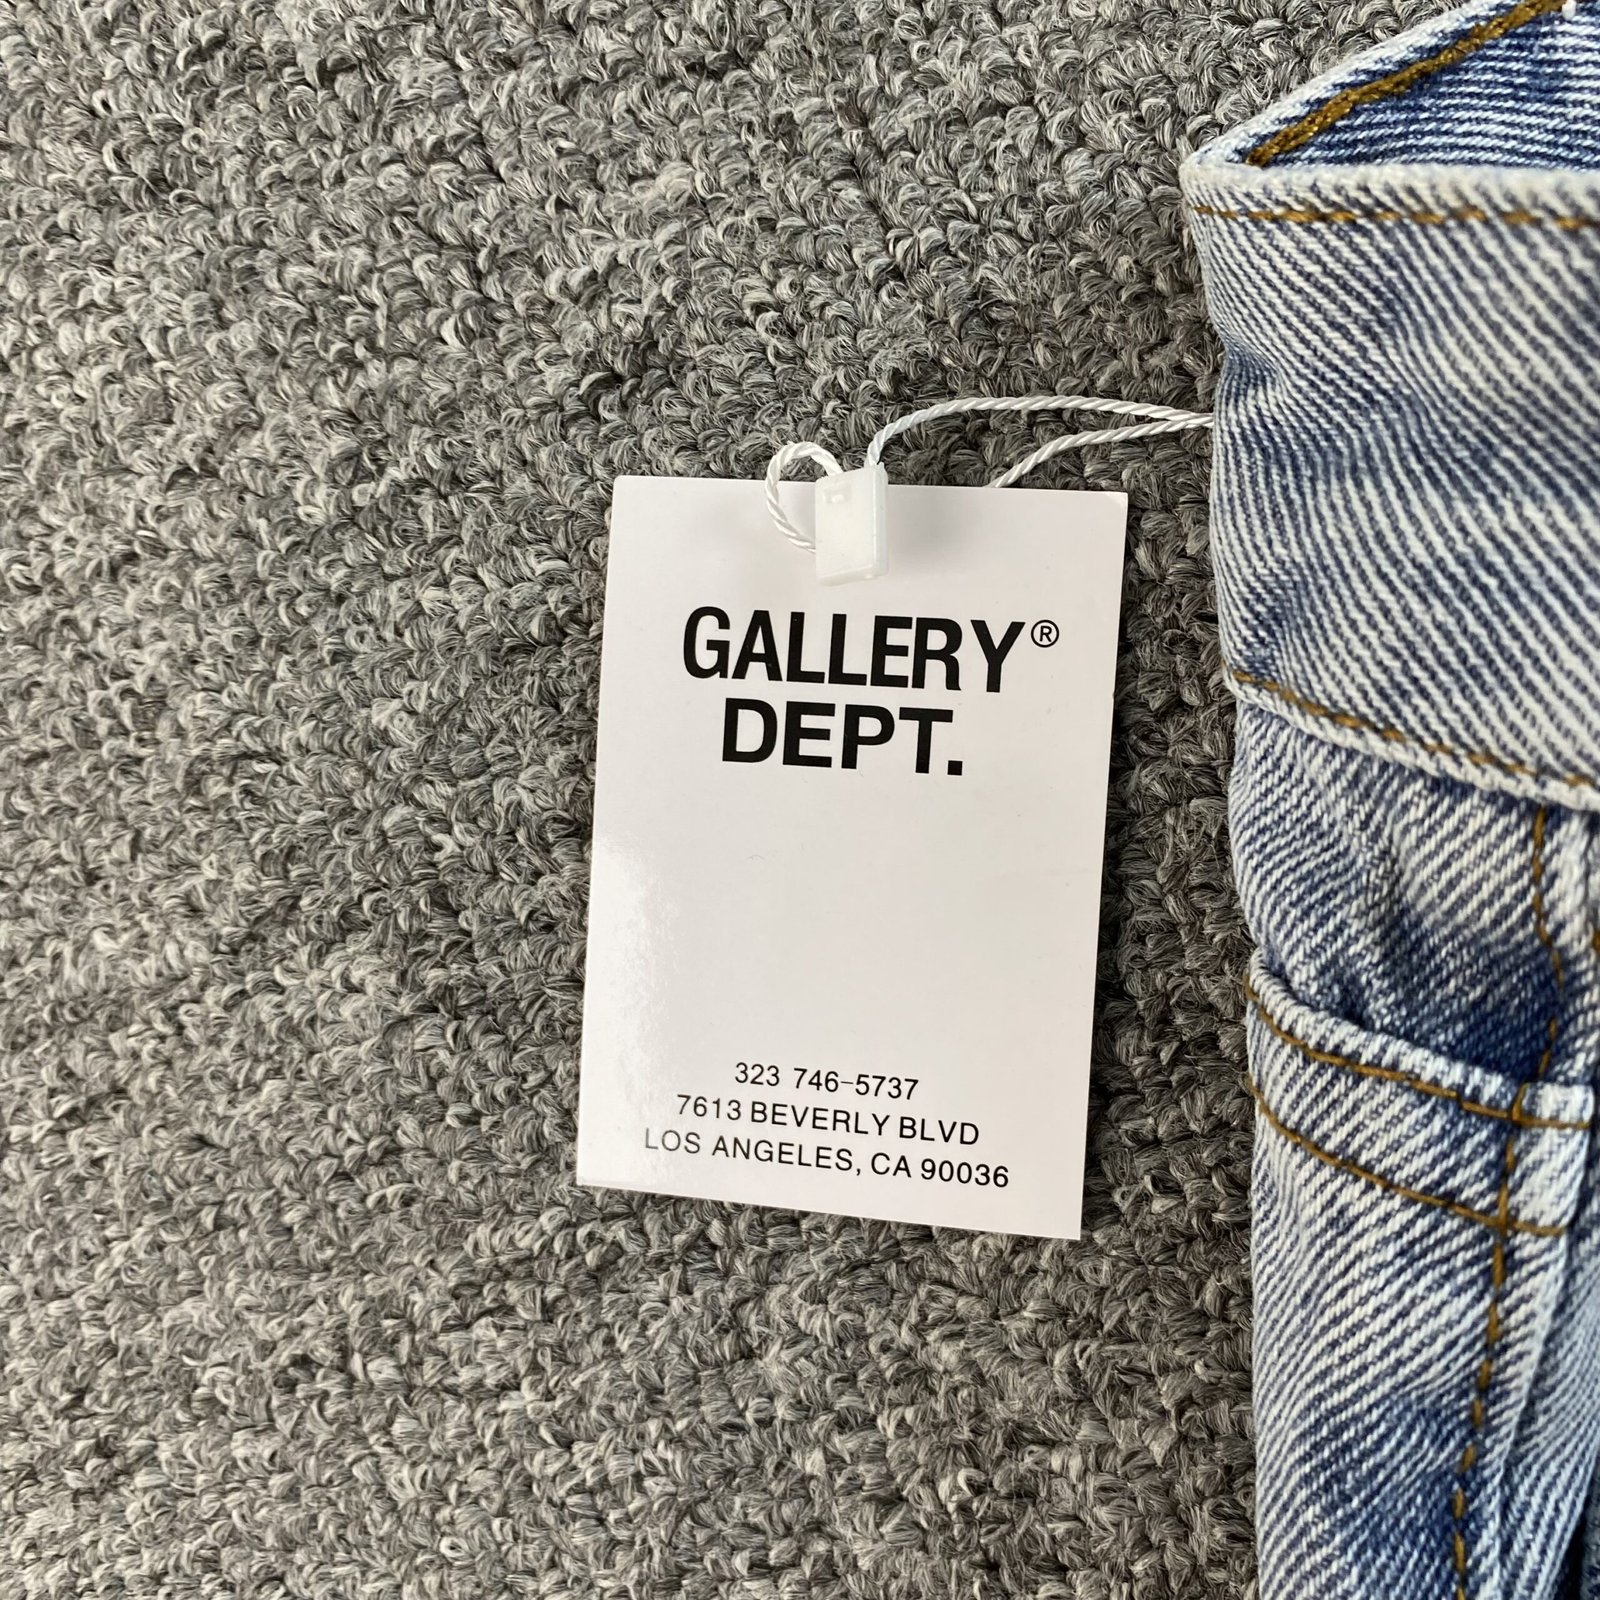 GALLERY®
DEPT.
323 746-5737
7613 BEVERLY BLVD
LOS ANGELES, CA 90036